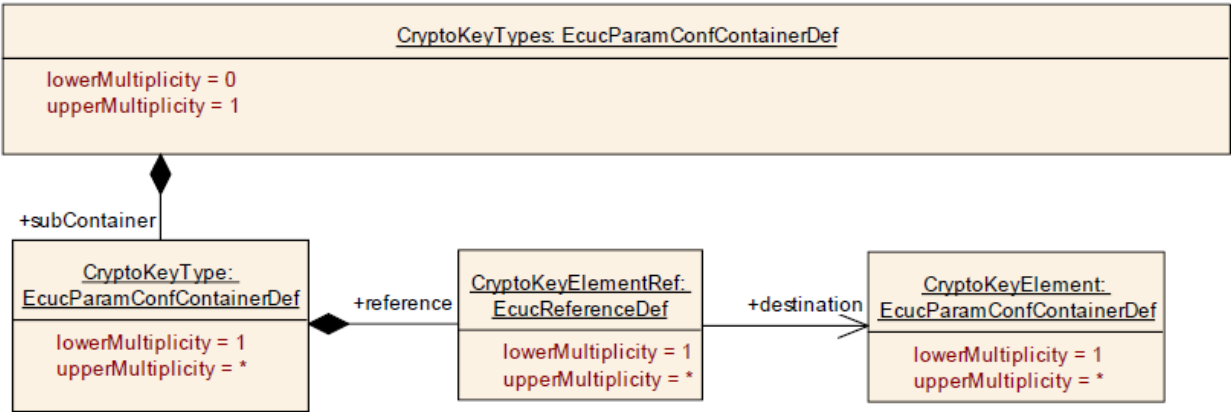 CryptoKeyTypes: EcucParamConfContainerDef
lowerMultiplicity = 0
upperMultiplicity = 1
+subContainer
CryptoKeyType:
EcucParamConfContainerDef
lowerMultiplicity = 1
upperMultiplicity = *
+reference
CryptoKeyElementRef:
EcucReferenceDef
lowerMultiplicity = 1
upperMultiplicity = *
+destination
CryptoKeyElement:
EcucParamConfContainerDef
lowerMultiplicity = 1
upperMultiplicity = *